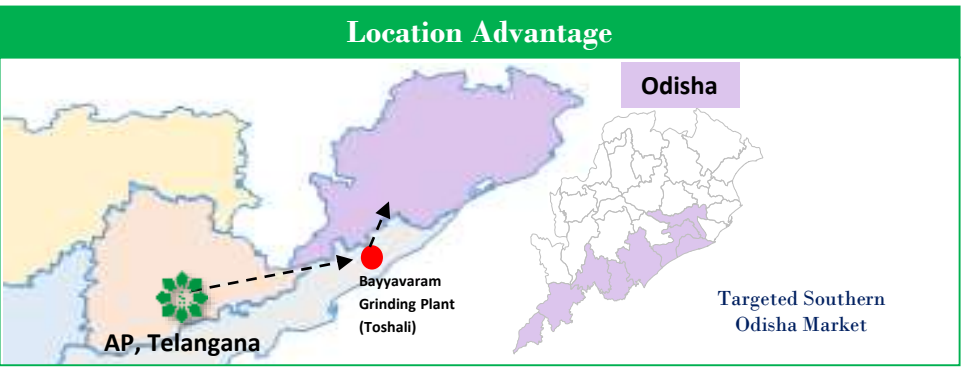 Location Advantage
Odisha
Bayyavaram
Grinding Plant
(Toshali)
AP, Telangana
Targeted Southern
Odisha Market